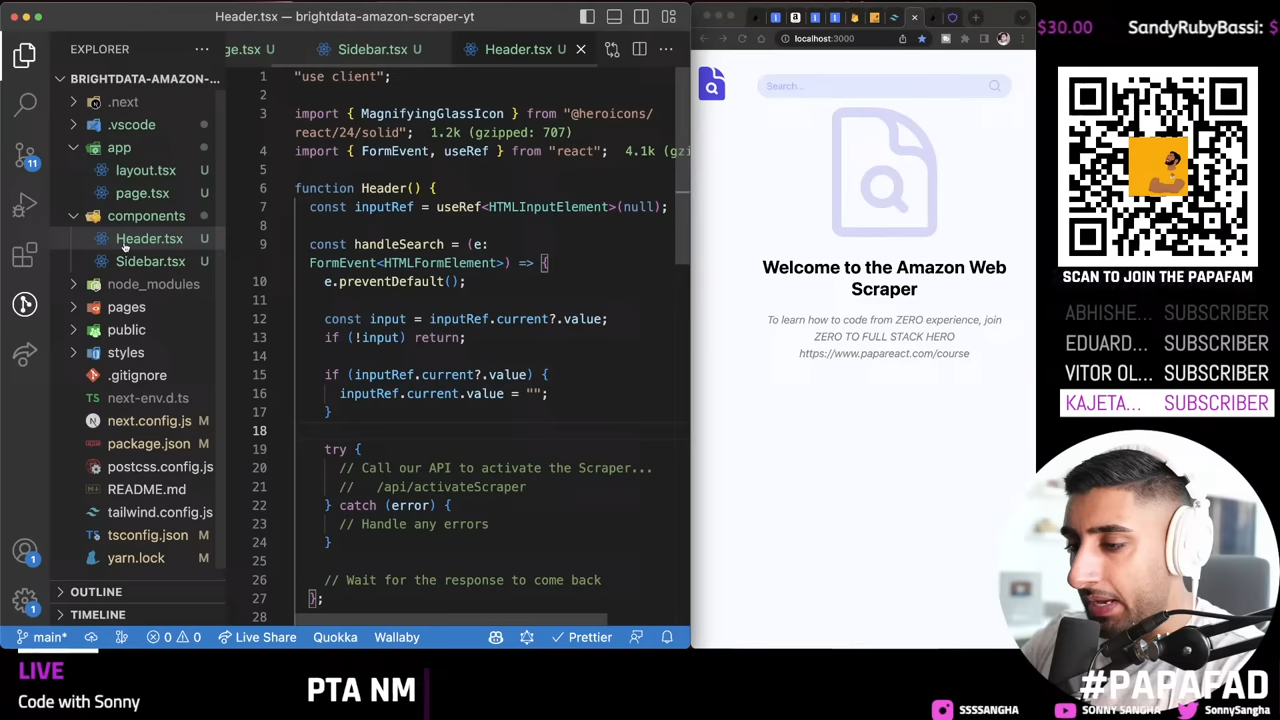 Header.tsx — brightdata-amazon-scraper-yt
EXPLORER
BRIGHTDATA-AMAZON-...
.next
.vscode
app
layout.tsx U
page.tsx U
components
Header.tsx U
Sidebar.tsx U
node_modules
pages
public
styles
.gitignore
next-env.d.ts
next.config.js M
package.json M
postcss.config.js
README.md
tailwind.config.js
tsconfig.json M
yarn.lock M
OUTLINE
TIMELINE
11
1
1
ge.tsx U
Sidebar.tsx U
Header.tsx U
1 "use client";
2
3 import { MagnifyingGlassIcon } from "@heroicons/
react/24/solid"; 1.2k (gzipped: 707)
4 import { FormEvent, useRef } from "react"; 4.1k (gzi
5
6 function Header() {
7 const inputRef = useRef<HTMLInputElement>(null);
8
9 const handleSearch = (e:
FormEvent<HTMLFormElement>) => {
10 e.preventDefault();
11
12 const input = inputRef.current?.value;
13 if (!input) return;
14
15 if (inputRef.current?.value) {
16 inputRef.current.value = "";
17 }
18
19 try {
20 // Call our API to activate the Scraper...
21 // /api/activateScraper
22 } catch (error) {
23 // Handle any errors
24 }
25
26 // Wait for the response to come back
27 };
28
main* 0 0 Live Share Quokka Wallaby Prettier
localhost:3000
Search...
Welcome to the Amazon Web
Scraper
To learn how to code from ZERO experience, join
ZERO TO FULL STACK HERO
https://www.papareact.com/course
$30.00 SandyRubyBassi: $
SCAN TO JOIN THE PAPAFAM
ABHISHE... SUBSCRIBER
EDUARD... SUBSCRIBER
VITOR OL... SUBSCRIBER
KAJETA... SUBSCRIBER
LIVE
Code with Sonny
PTA NM
#PAPAFAD
SSSSANGHA
SONNY SANGHA
SonnySangha